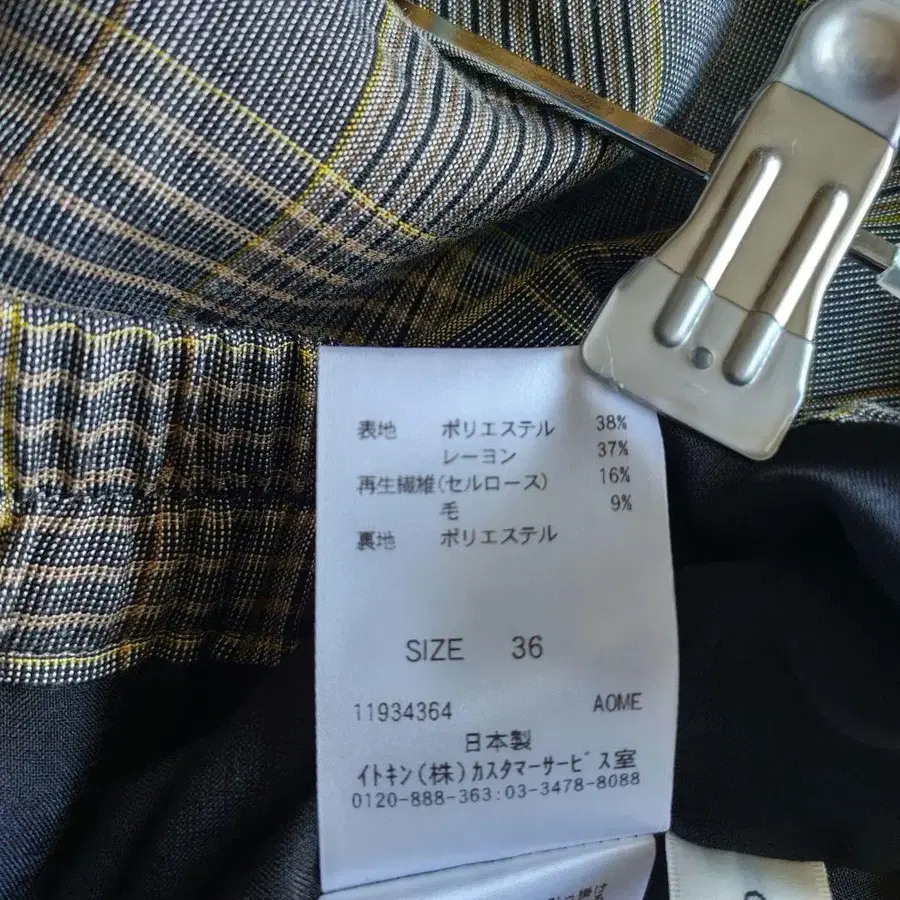 表地 ポリエステル 38%
レーヨン 37%
再生繊維(セルロース) 16%
毛 9%
裏地 ポリエステル
SIZE 36
11934364 AOME
日本製
イトキン(株)カスタマーサービス室
0120-888-363:03-3478-8088